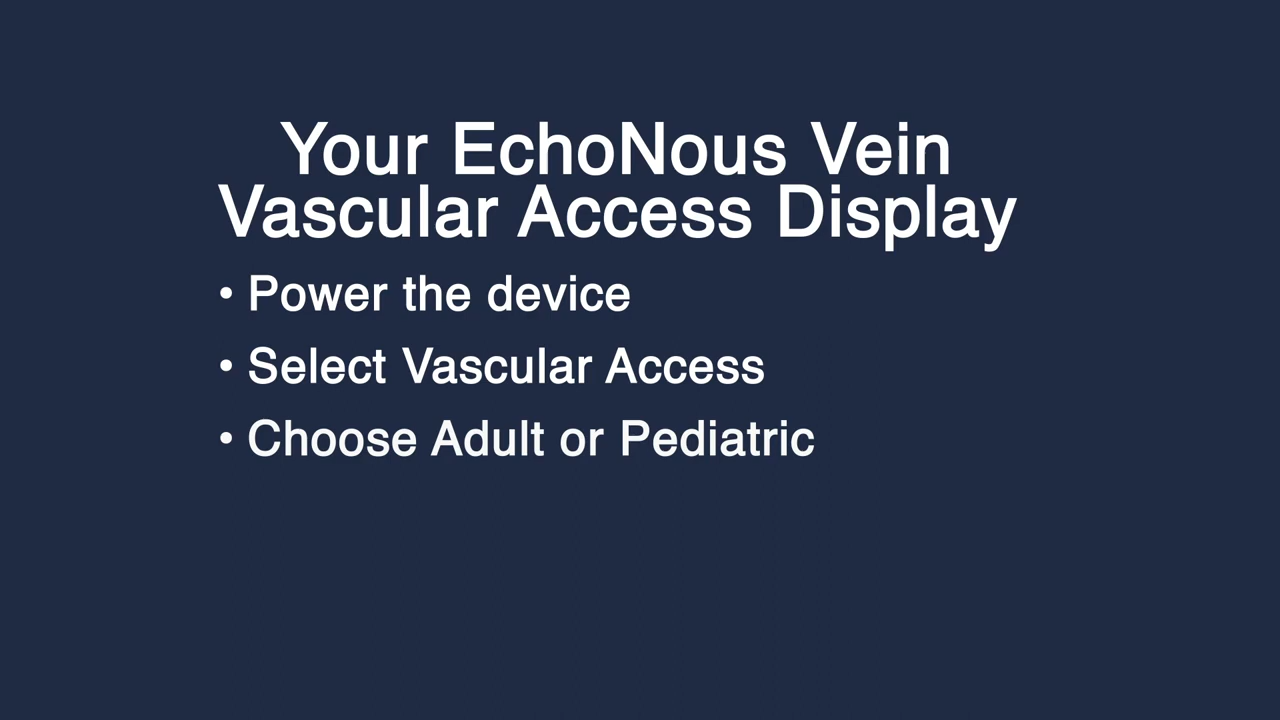 Your EchoNous Vein
Vascular Access Display
• Power the device
• Select Vascular Access
• Choose Adult or Pediatric